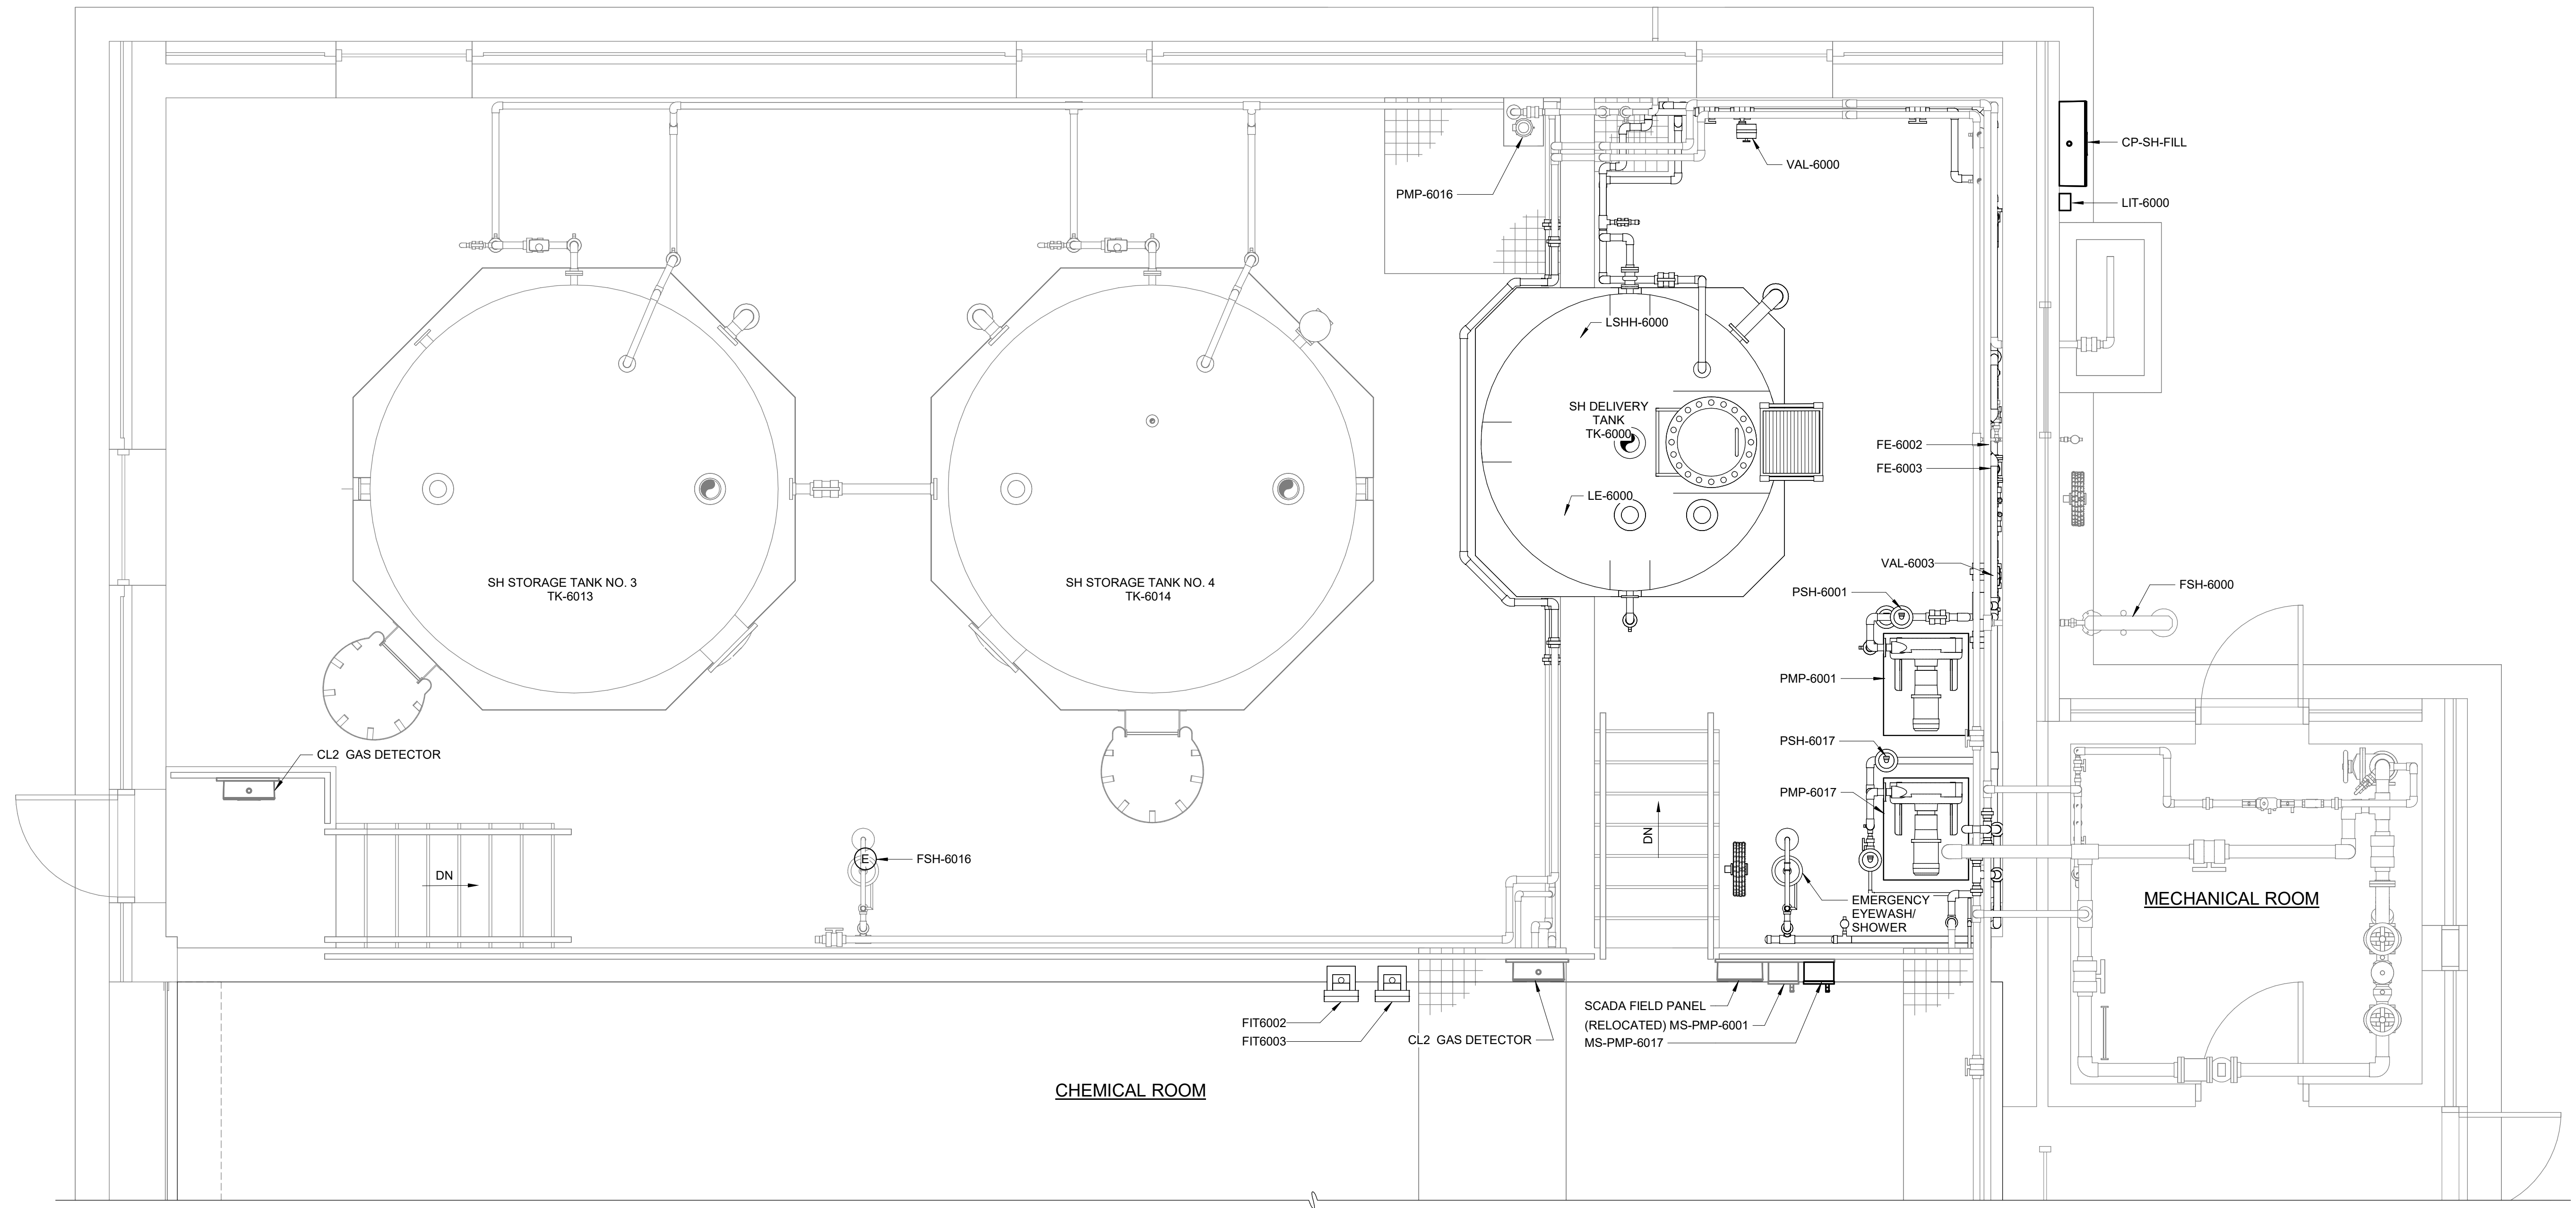 CP-SH-FILL
VAL-6000
PMP-6016
LIT-6000
LSHH-6000
SH DELIVERY
TANK
TK-6000
FE-6002
FE-6003
LE-6000
VAL-6003
SH STORAGE TANK NO. 3
TK-6013
SH STORAGE TANK NO. 4
TK-6014
FSH-6000
PSH-6001
PMP-6001
PSH-6017
CL2 GAS DETECTOR
PMP-6017
DN
E
FSH-6016
DN
EMERGENCY
EYEWASH/
SHOWER
MECHANICAL ROOM
SCADA FIELD PANEL
FIT6002
(RELOCATED) MS-PMP-6001
FIT6003
CL2 GAS DETECTOR
MS-PMP-6017
CHEMICAL ROOM